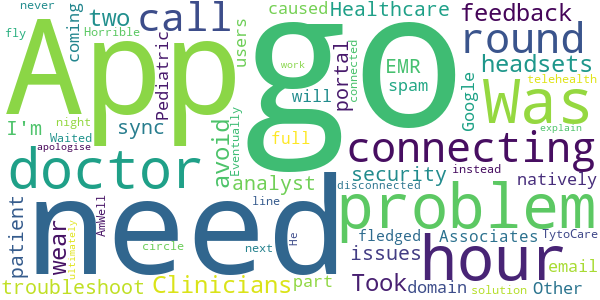 never
coming
two
call
caused
Healthcare
feedback
fly
Horrible
App
go
users
Pediatric
portal
connected
work
EMR
will
spam
round
headsets
Google
Was
telehealth
I'm
night
Waited
sync
apologise
avoid
Eventually
full
connecting
explain
doctor
analyst
security
instead
natively
disconnected
need
problem
patient
wear
ultimately
AmWell
line
He
circle
next
fledged
Associates
TytoCare
issues
hour
email
troubleshoot
Clinicians
part
Took
domain
solution
Other